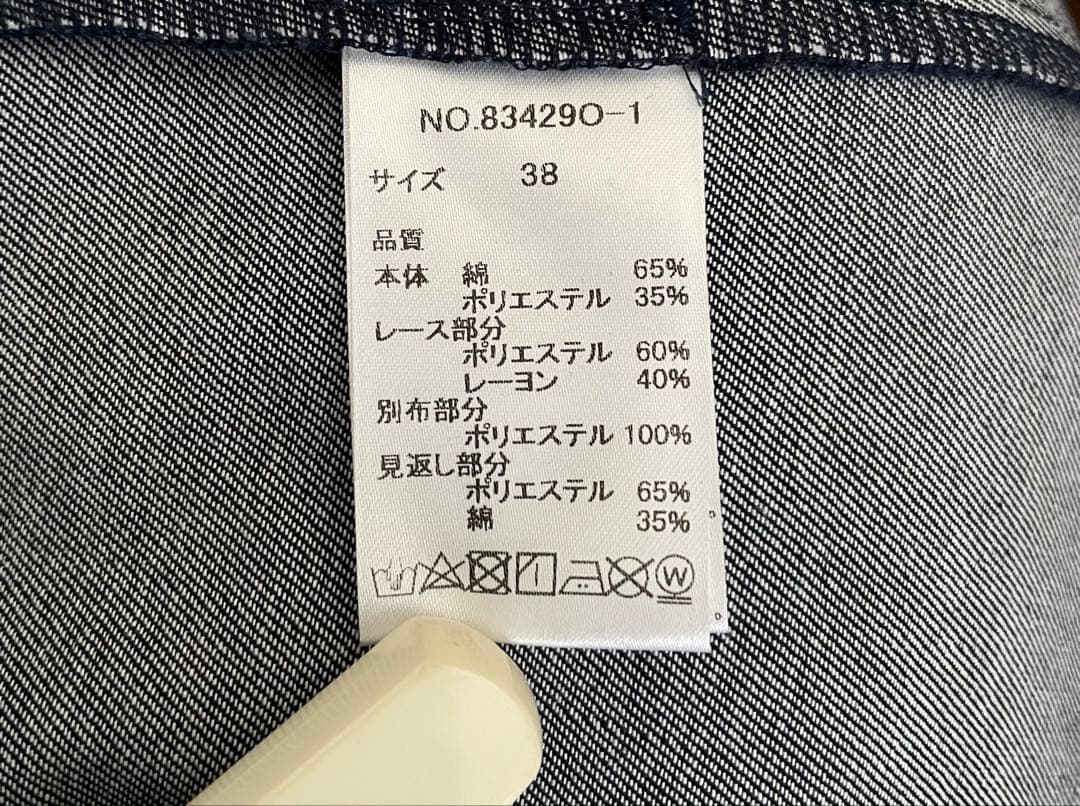 NO.83429O-1
サイズ 38
品質
本体 綿 65%
ポリエステル 35%
レース部分
ポリエステル 60%
レーヨン 40%
別布部分
ポリエステル 100%
見返し部分
ポリエステル 65%
綿 35%
W